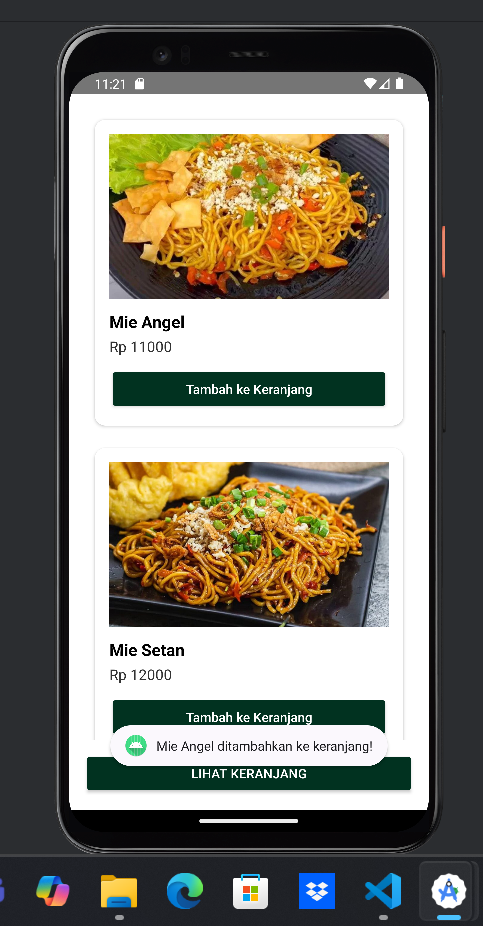 11:21
Mie Angel
Rp 11000
Tambah ke Keranjang
Mie Setan
Rp 12000
Tambah ke Keranjang
Mie Angel ditambahkan ke keranjang!
LIHAT KERANJANG